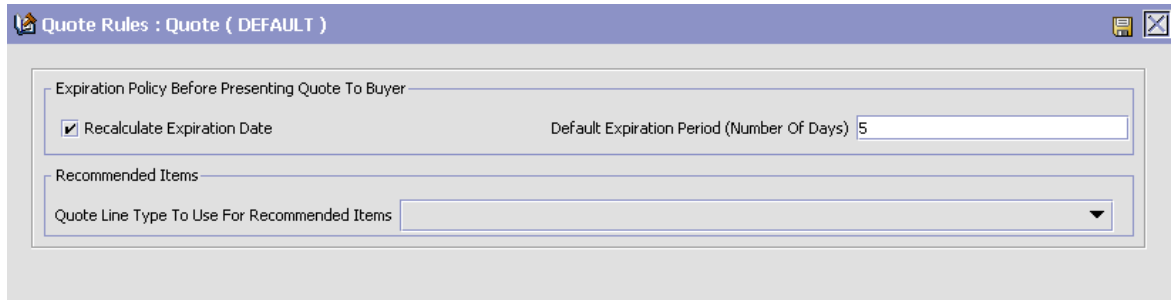 Quote Rules : Quote ( DEFAULT )
Expiration Policy Before Presenting Quote To Buyer
Recalculate Expiration Date Default Expiration Period (Number Of Days) 5
Recommended Items
Quote Line Type To Use For Recommended Items